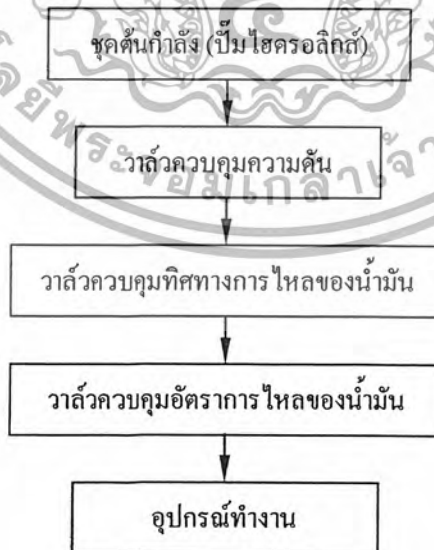 ชุดต้นกำลัง (ปั๊มไฮดรอลิกส์)
วาล์วควบคุมความดัน
วาล์วควบคุมทิศทางการไหลของน้ำมัน
วาล์วควบคุมอัตราการไหลของน้ำมัน
อุปกรณ์ทำงาน